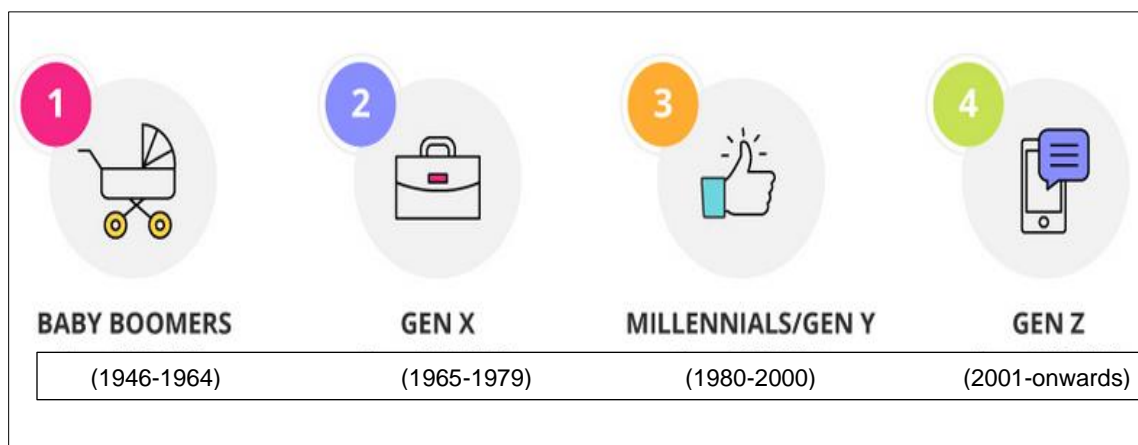 1 2 3 4
BABY BOOMERS GEN X MILLENNIALS/GEN Y GEN Z
(1946-1964) (1965-1979) (1980-2000) (2001-onwards)